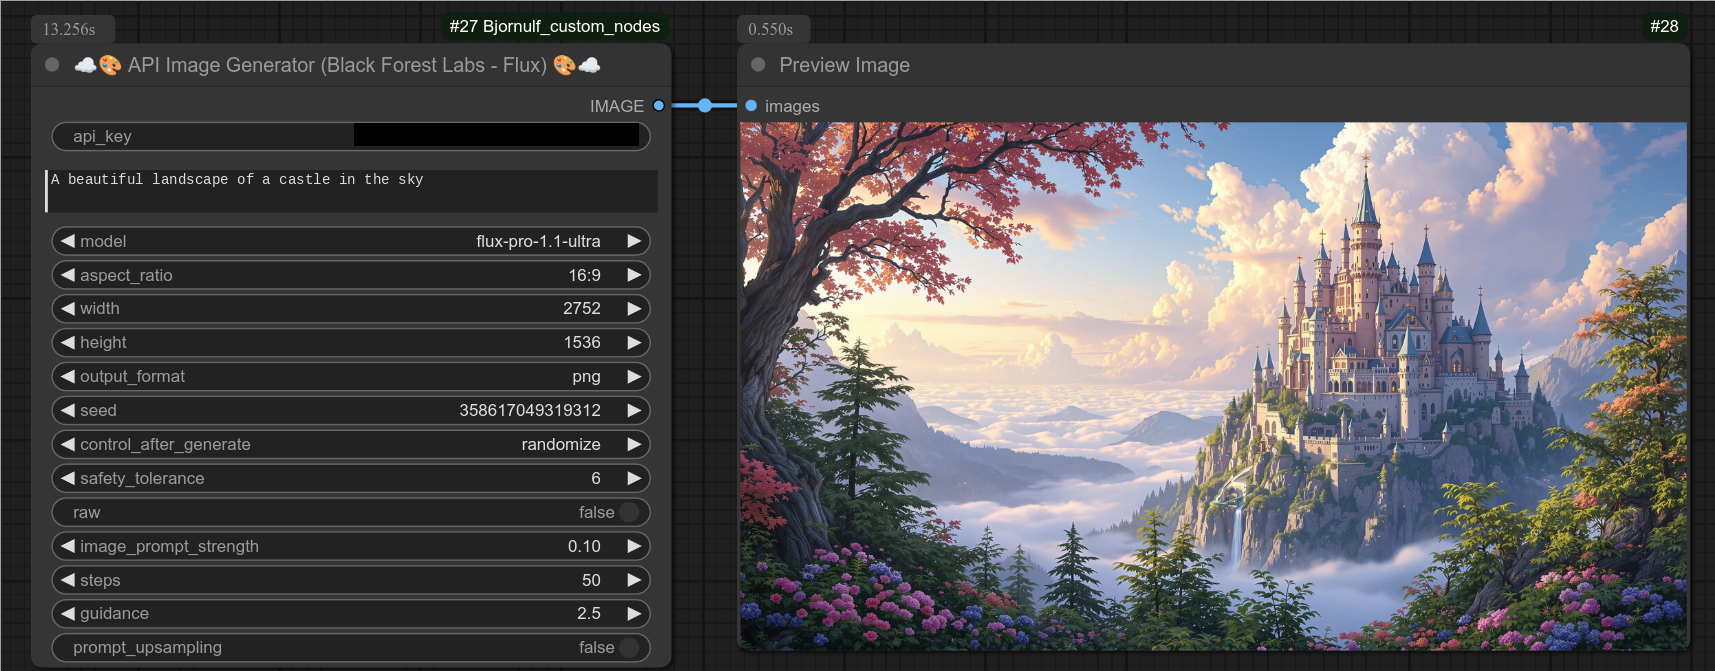 13.256s
#27 Bjornulf_custom_nodes
☁️🎨 API Image Generator (Black Forest Labs - Flux) 🎨☁️
IMAGE
api_key
A beautiful landscape of a castle in the sky
model flux-pro-1.1-ultra
aspect_ratio 16:9
width 2752
height 1536
output_format png
seed 358617049319312
control_after_generate randomize
safety_tolerance 6
raw false
image_prompt_strength 0.10
steps 50
guidance 2.5
prompt_upsampling false
0.550s
#28
Preview Image
images